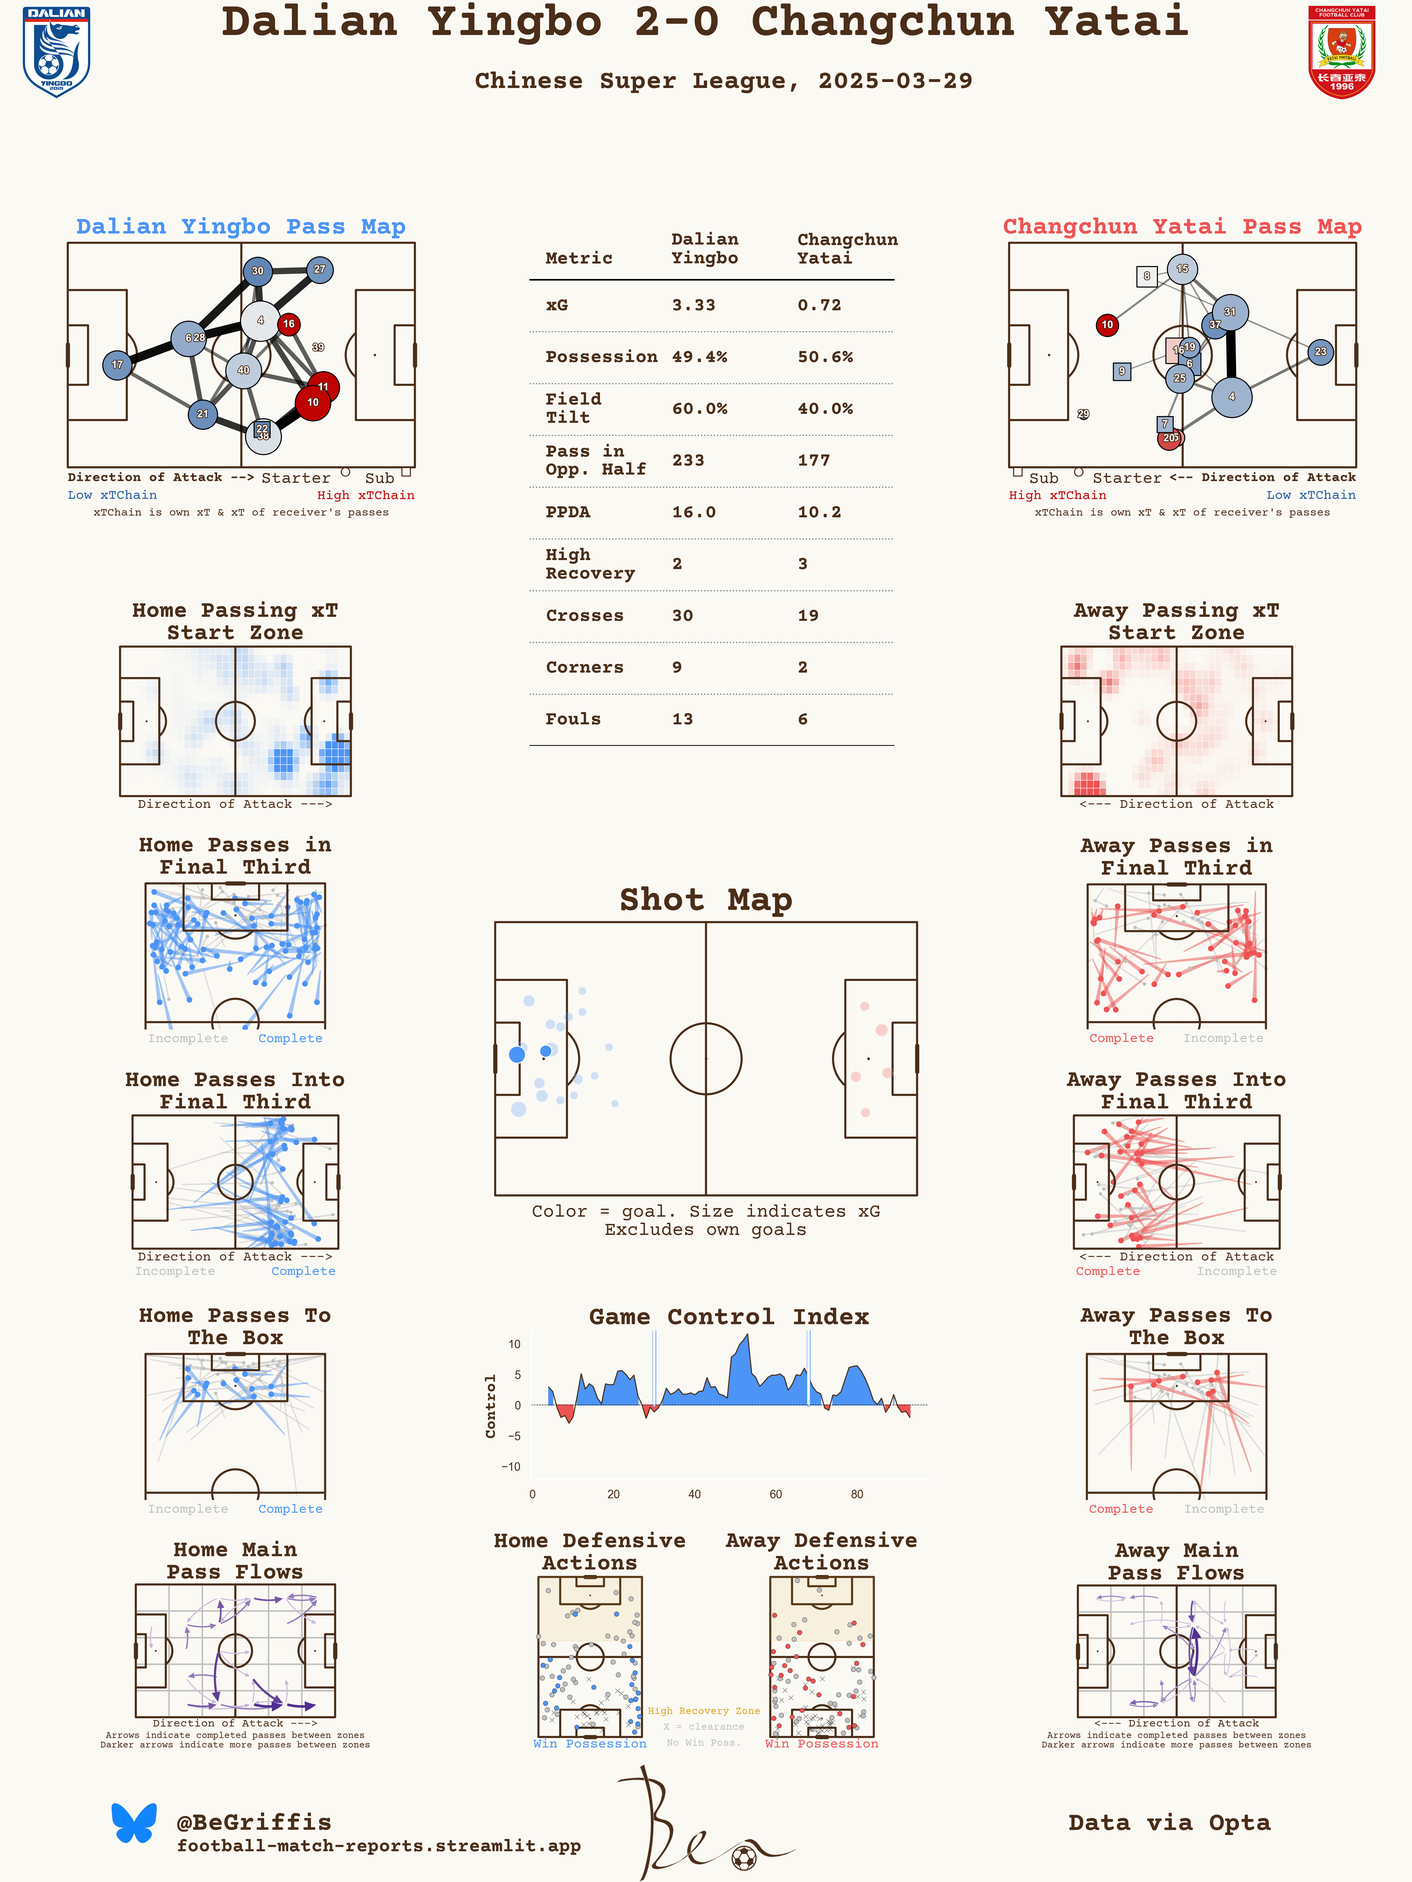 Dalian Yingbo 2-0 Changchun Yatai
Chinese Super League, 2025-03-29
DALIAN
YINGBO
2021
CHANGCHUN YATAI
FOOTBALL CLUB
YATAI FOOTBALL
长春亚泰
1996
Dalian Yingbo Pass Map
30
27
4
16
6
28
39
17
40
11
10
21
22
38
Direction of Attack --> Starter Sub
Low xTChain High xTChain
xTChain is own xT & xT of receiver's passes
Metric Dalian Yingbo Changchun Yatai
xG 3.33 0.72
Possession 49.4% 50.6%
Field Tilt 60.0% 40.0%
Pass in Opp. Half 233 177
PPDA 16.0 10.2
High Recovery 2 3
Crosses 30 19
Corners 9 2
Fouls 13 6
Changchun Yatai Pass Map
8
15
31
10
37
16
19
23
9
6
25
4
29
7
20
Sub Starter <-- Direction of Attack
High xTChain Low xTChain
xTChain is own xT & xT of receiver's passes
Home Passing xT
Start Zone
Direction of Attack --->
Away Passing xT
Start Zone
<--- Direction of Attack
Home Passes in
Final Third
Incomplete Complete
Away Passes in
Final Third
Complete Incomplete
Shot Map
Color = goal. Size indicates xG
Excludes own goals
Home Passes Into
Final Third
Direction of Attack --->
Incomplete Complete
Away Passes Into
Final Third
<--- Direction of Attack
Complete Incomplete
Home Passes To
The Box
Incomplete Complete
Game Control Index
Control
10
5
0
−5
−10
0 20 40 60 80
Away Passes To
The Box
Complete Incomplete
Home Main
Pass Flows
Direction of Attack --->
Arrows indicate completed passes between zones
Darker arrows indicate more passes between zones
Home Defensive
Actions
Win Possession
Away Defensive
Actions
Win Possession
High Recovery Zone
X = clearance
No Win Poss.
Away Main
Pass Flows
<--- Direction of Attack
Arrows indicate completed passes between zones
Darker arrows indicate more passes between zones
@BeGriffis
football-match-reports.streamlit.app
Ben
Data via Opta